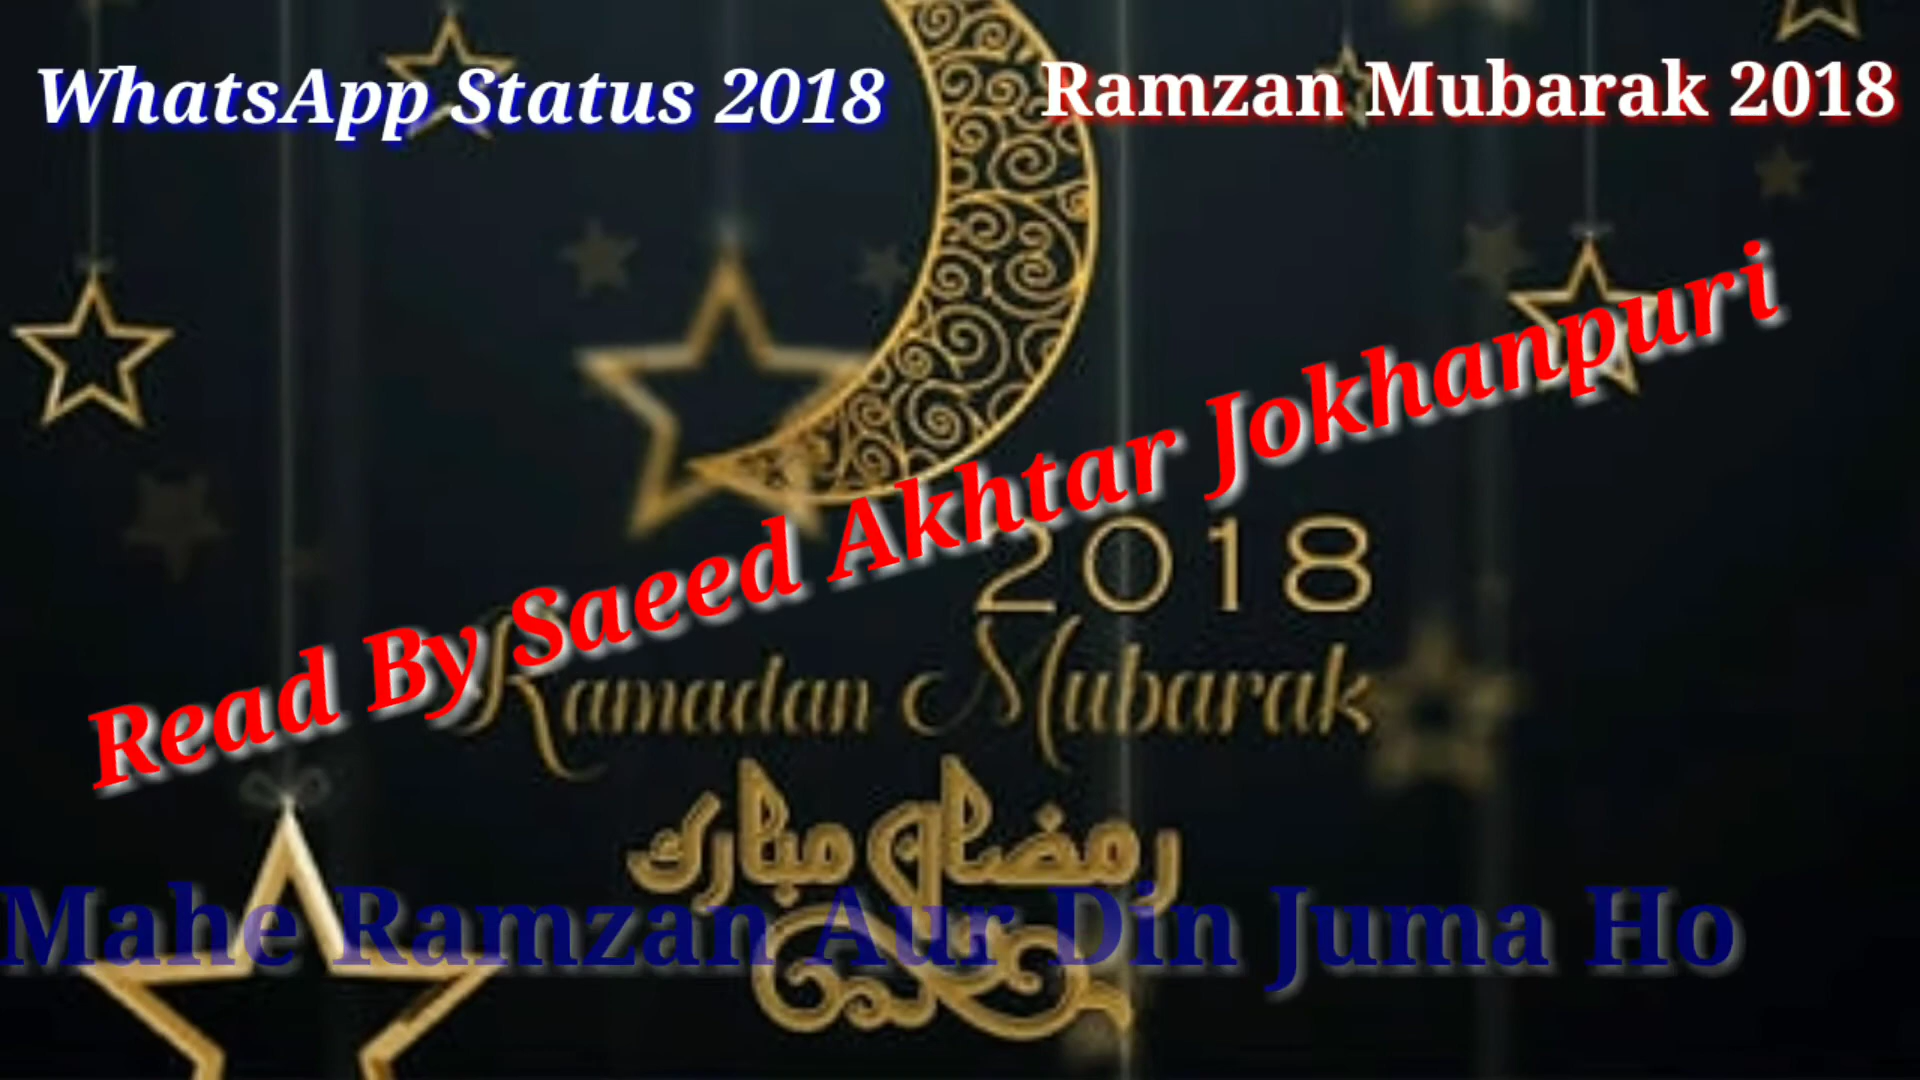 WhatsApp Status 2018
Ramzan Mubarak 2018
Read By Saeed Akhtar Jokhanpuri
2018
Ramadan Mubarak
رمضان مبارك
Mahe Ramzan Aur Din Juma Ho